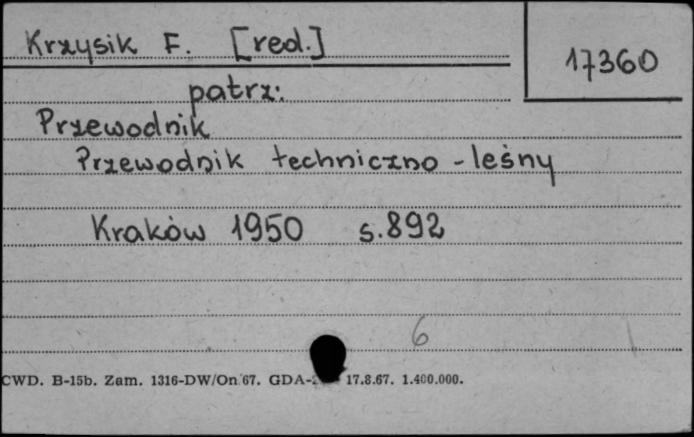 Krzysik F. [red.]
17360
patrz:
Przewodnik
Przewodnik techniczno-leśny
Kraków 1950 s.892
6
CWD. B-15b. Zam. 1316-DW/On 67. GDA- 17.8.67. 1.400.000.